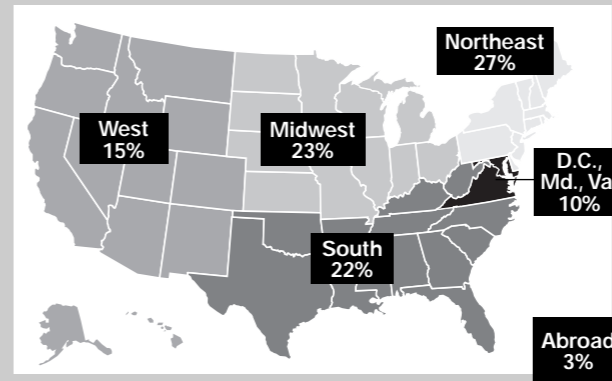 Northeast
27%
West
15%
Midwest
23%
D.C.,
Md., Va
10%
South
22%
Abroad
3%